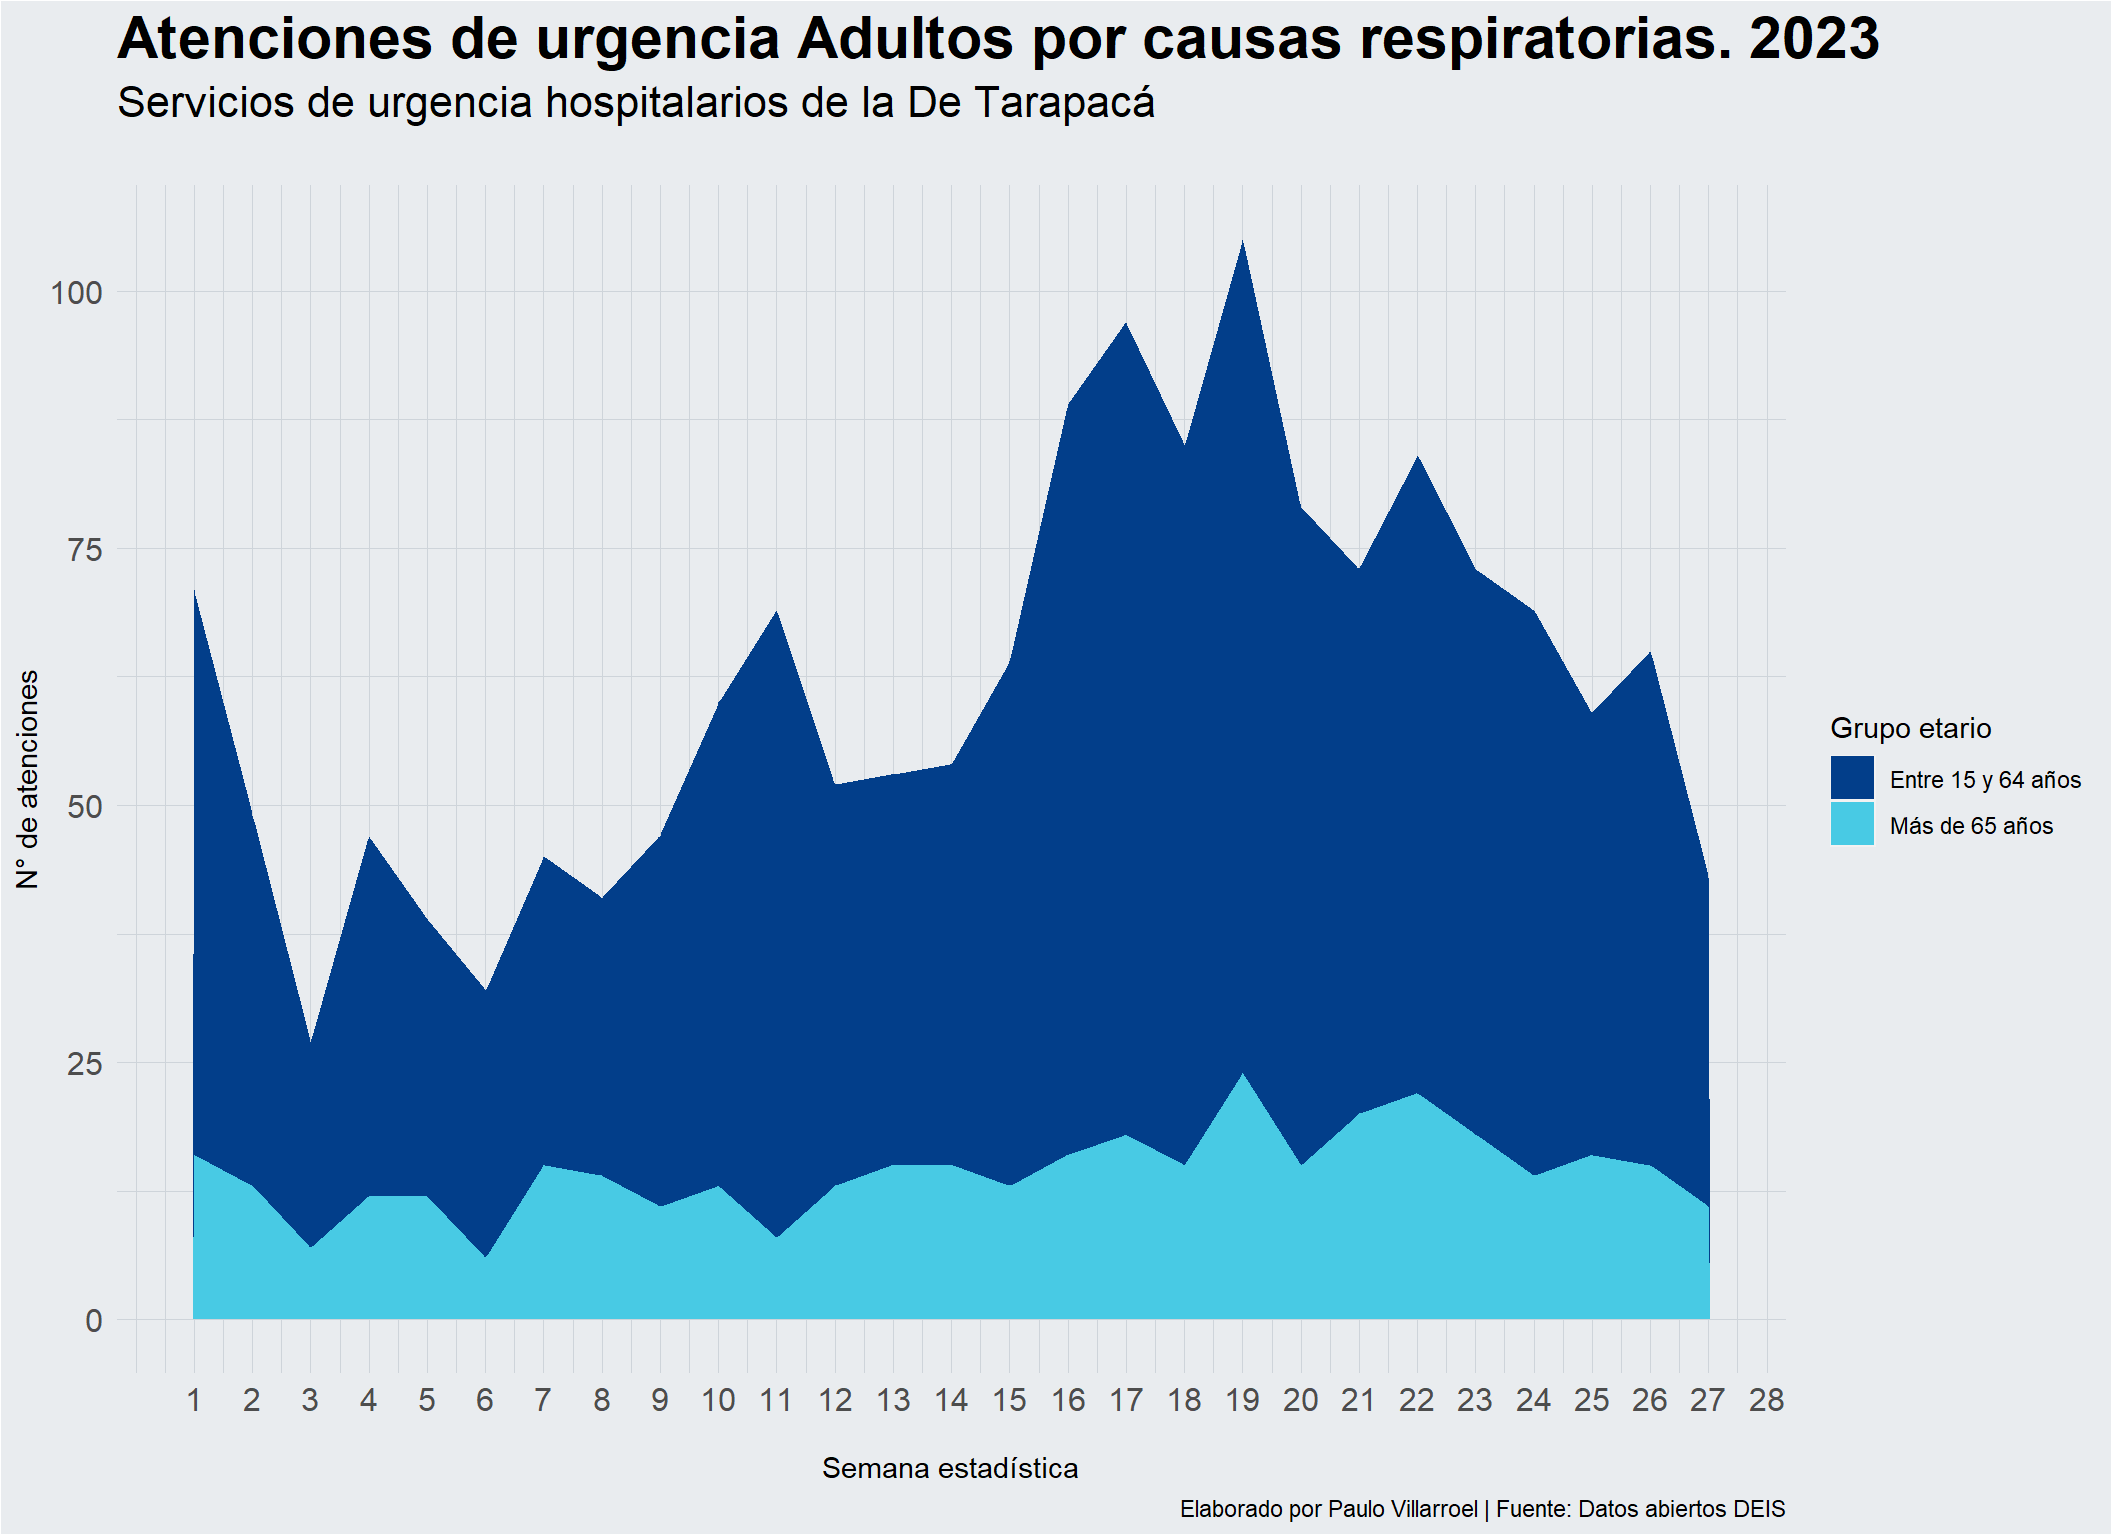 Atenciones de urgencia Adultos por causas respiratorias. 2023
Servicios de urgencia hospitalarios de la De Tarapacá
100
75
50
25
0
N° de atenciones
1 2 3 4 5 6 7 8 9 10 11 12 13 14 15 16 17 18 19 20 21 22 23 24 25 26 27 28
Semana estadística
Grupo etario
Entre 15 y 64 años
Más de 65 años
Elaborado por Paulo Villarroel | Fuente: Datos abiertos DEIS